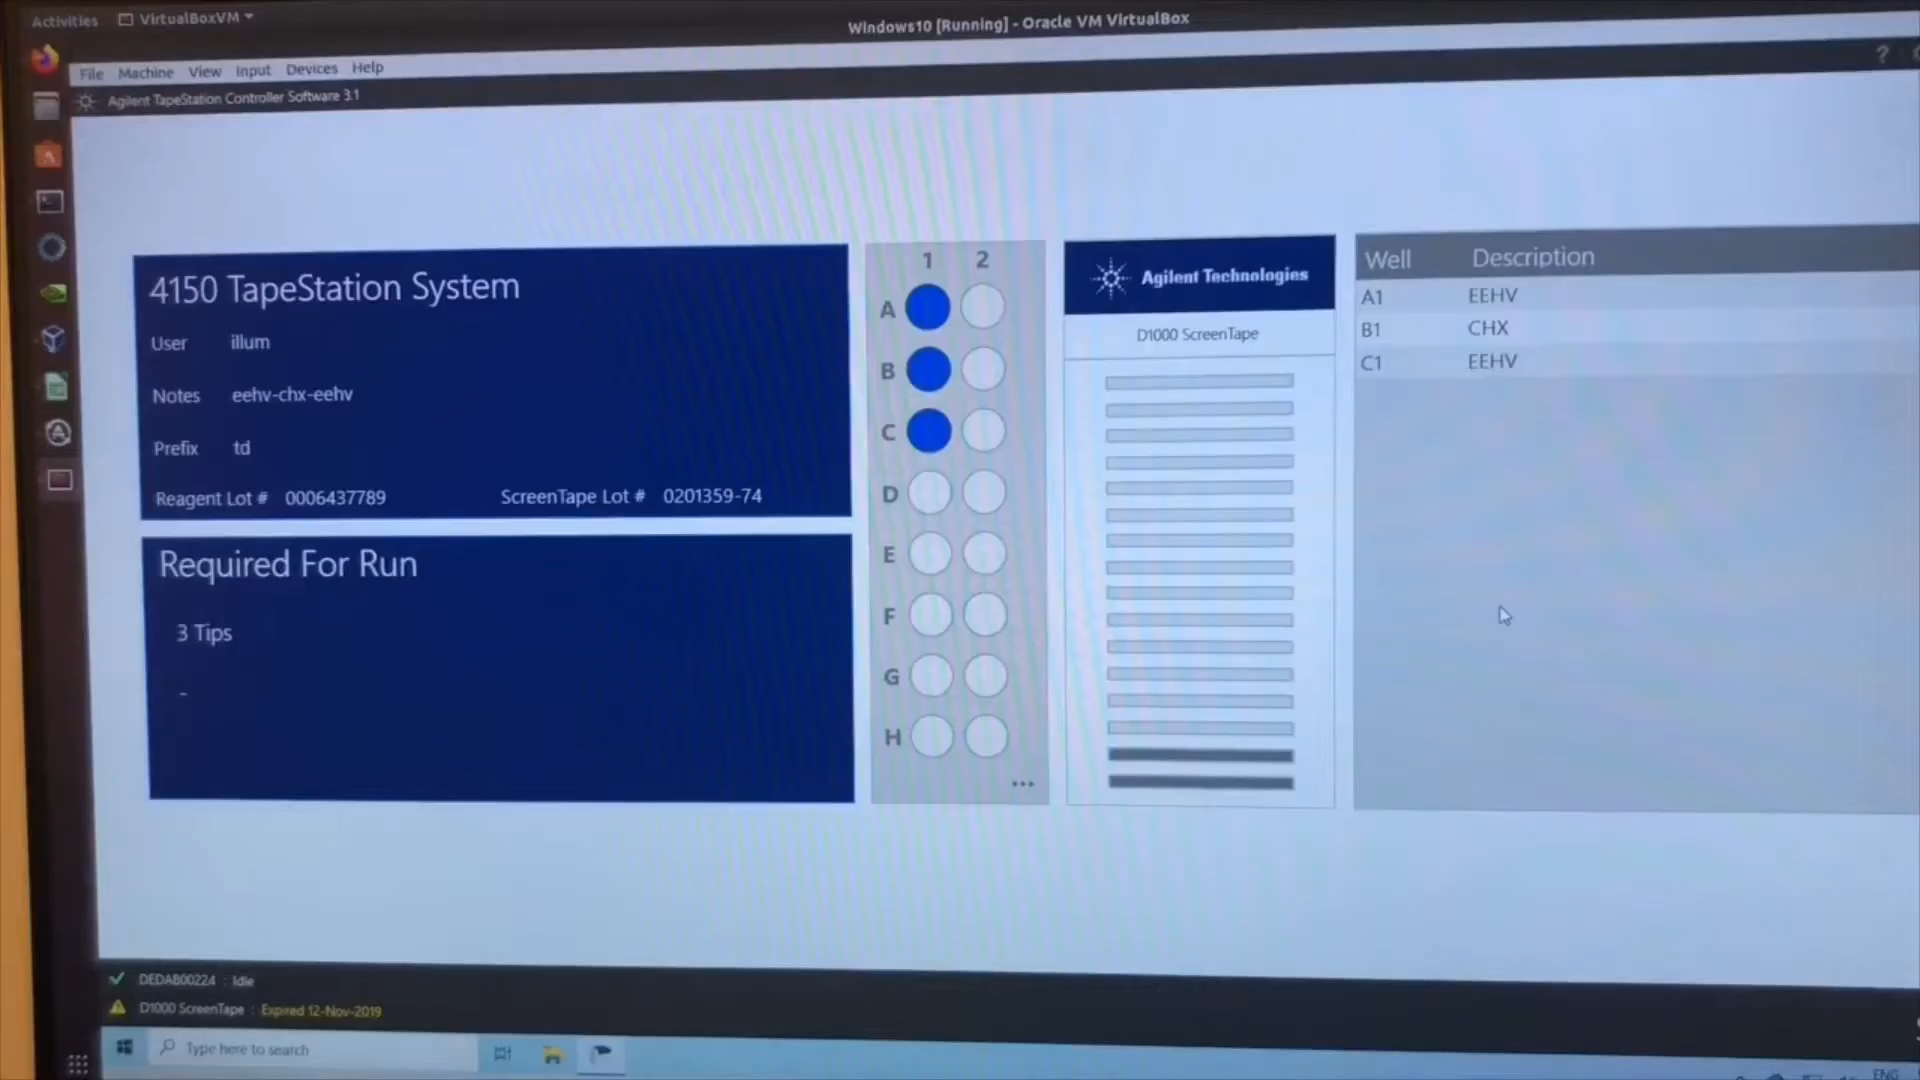 Activities VirtualBoxVM
Windows10 [Running] - Oracle VM VirtualBox
File Machine View Input Devices Help
?
Agilent TapeStation Controller Software 3.1
4150 TapeStation System
User illum
Notes eehv-chx-eehv
Prefix td
Reagent Lot # 0006437789 ScreenTape Lot # 0201359-74
Required For Run
3 Tips
-
1 2
A
B
C
D
E
F
G
H
...
Agilent Technologies
D1000 ScreenTape
Well Description
A1 EEHV
B1 CHX
C1 EEHV
DEDAB00224 : Idle
D1000 ScreenTape : Expired 12-Nov-2019
Type here to search
ENG